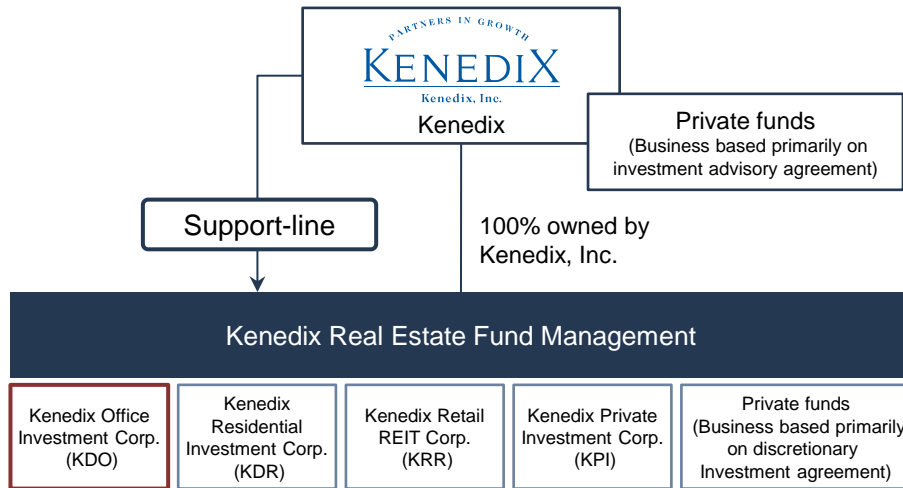 PARTNERS IN GROWTH
KENEDIX
Kenedix, Inc.
Kenedix
Private funds
(Business based primarily on
investment advisory agreement)
Support-line
100% owned by
Kenedix, Inc.
Kenedix Real Estate Fund Management
Kenedix Office
Investment Corp.
(KDO)
Kenedix
Residential
Investment Corp.
(KDR)
Kenedix Retail
REIT Corp.
(KRR)
Kenedix Private
Investment Corp.
(KPI)
Private funds
(Business based primarily
on discretionary
Investment agreement)